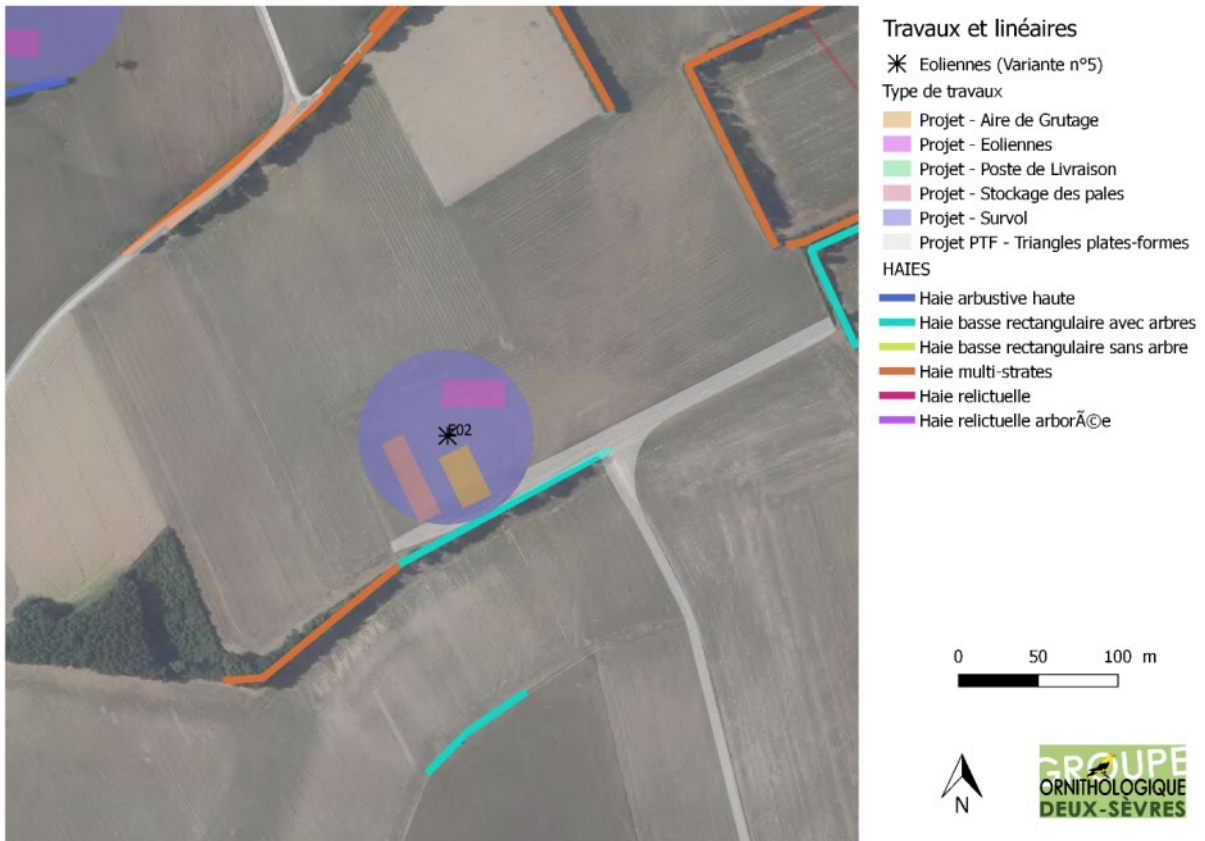 Travaux et linéaires
Eoliennes (Variante n°5)
Type de travaux
Projet - Aire de Grutage
Projet - Eoliennes
Projet - Poste de Livraison
Projet - Stockage des pales
Projet - Survol
Projet PTF - Triangles plates-formes
HAIES
Haie arbustive haute
Haie basse rectangulaire avec arbres
Haie basse rectangulaire sans arbre
Haie multi-strates
Haie relictuelle
Haie relictuelle arborÃ©e
E02
0 50 100 m
N
GROUPE
ORNITHOLOGIQUE
DEUX-SÈVRES